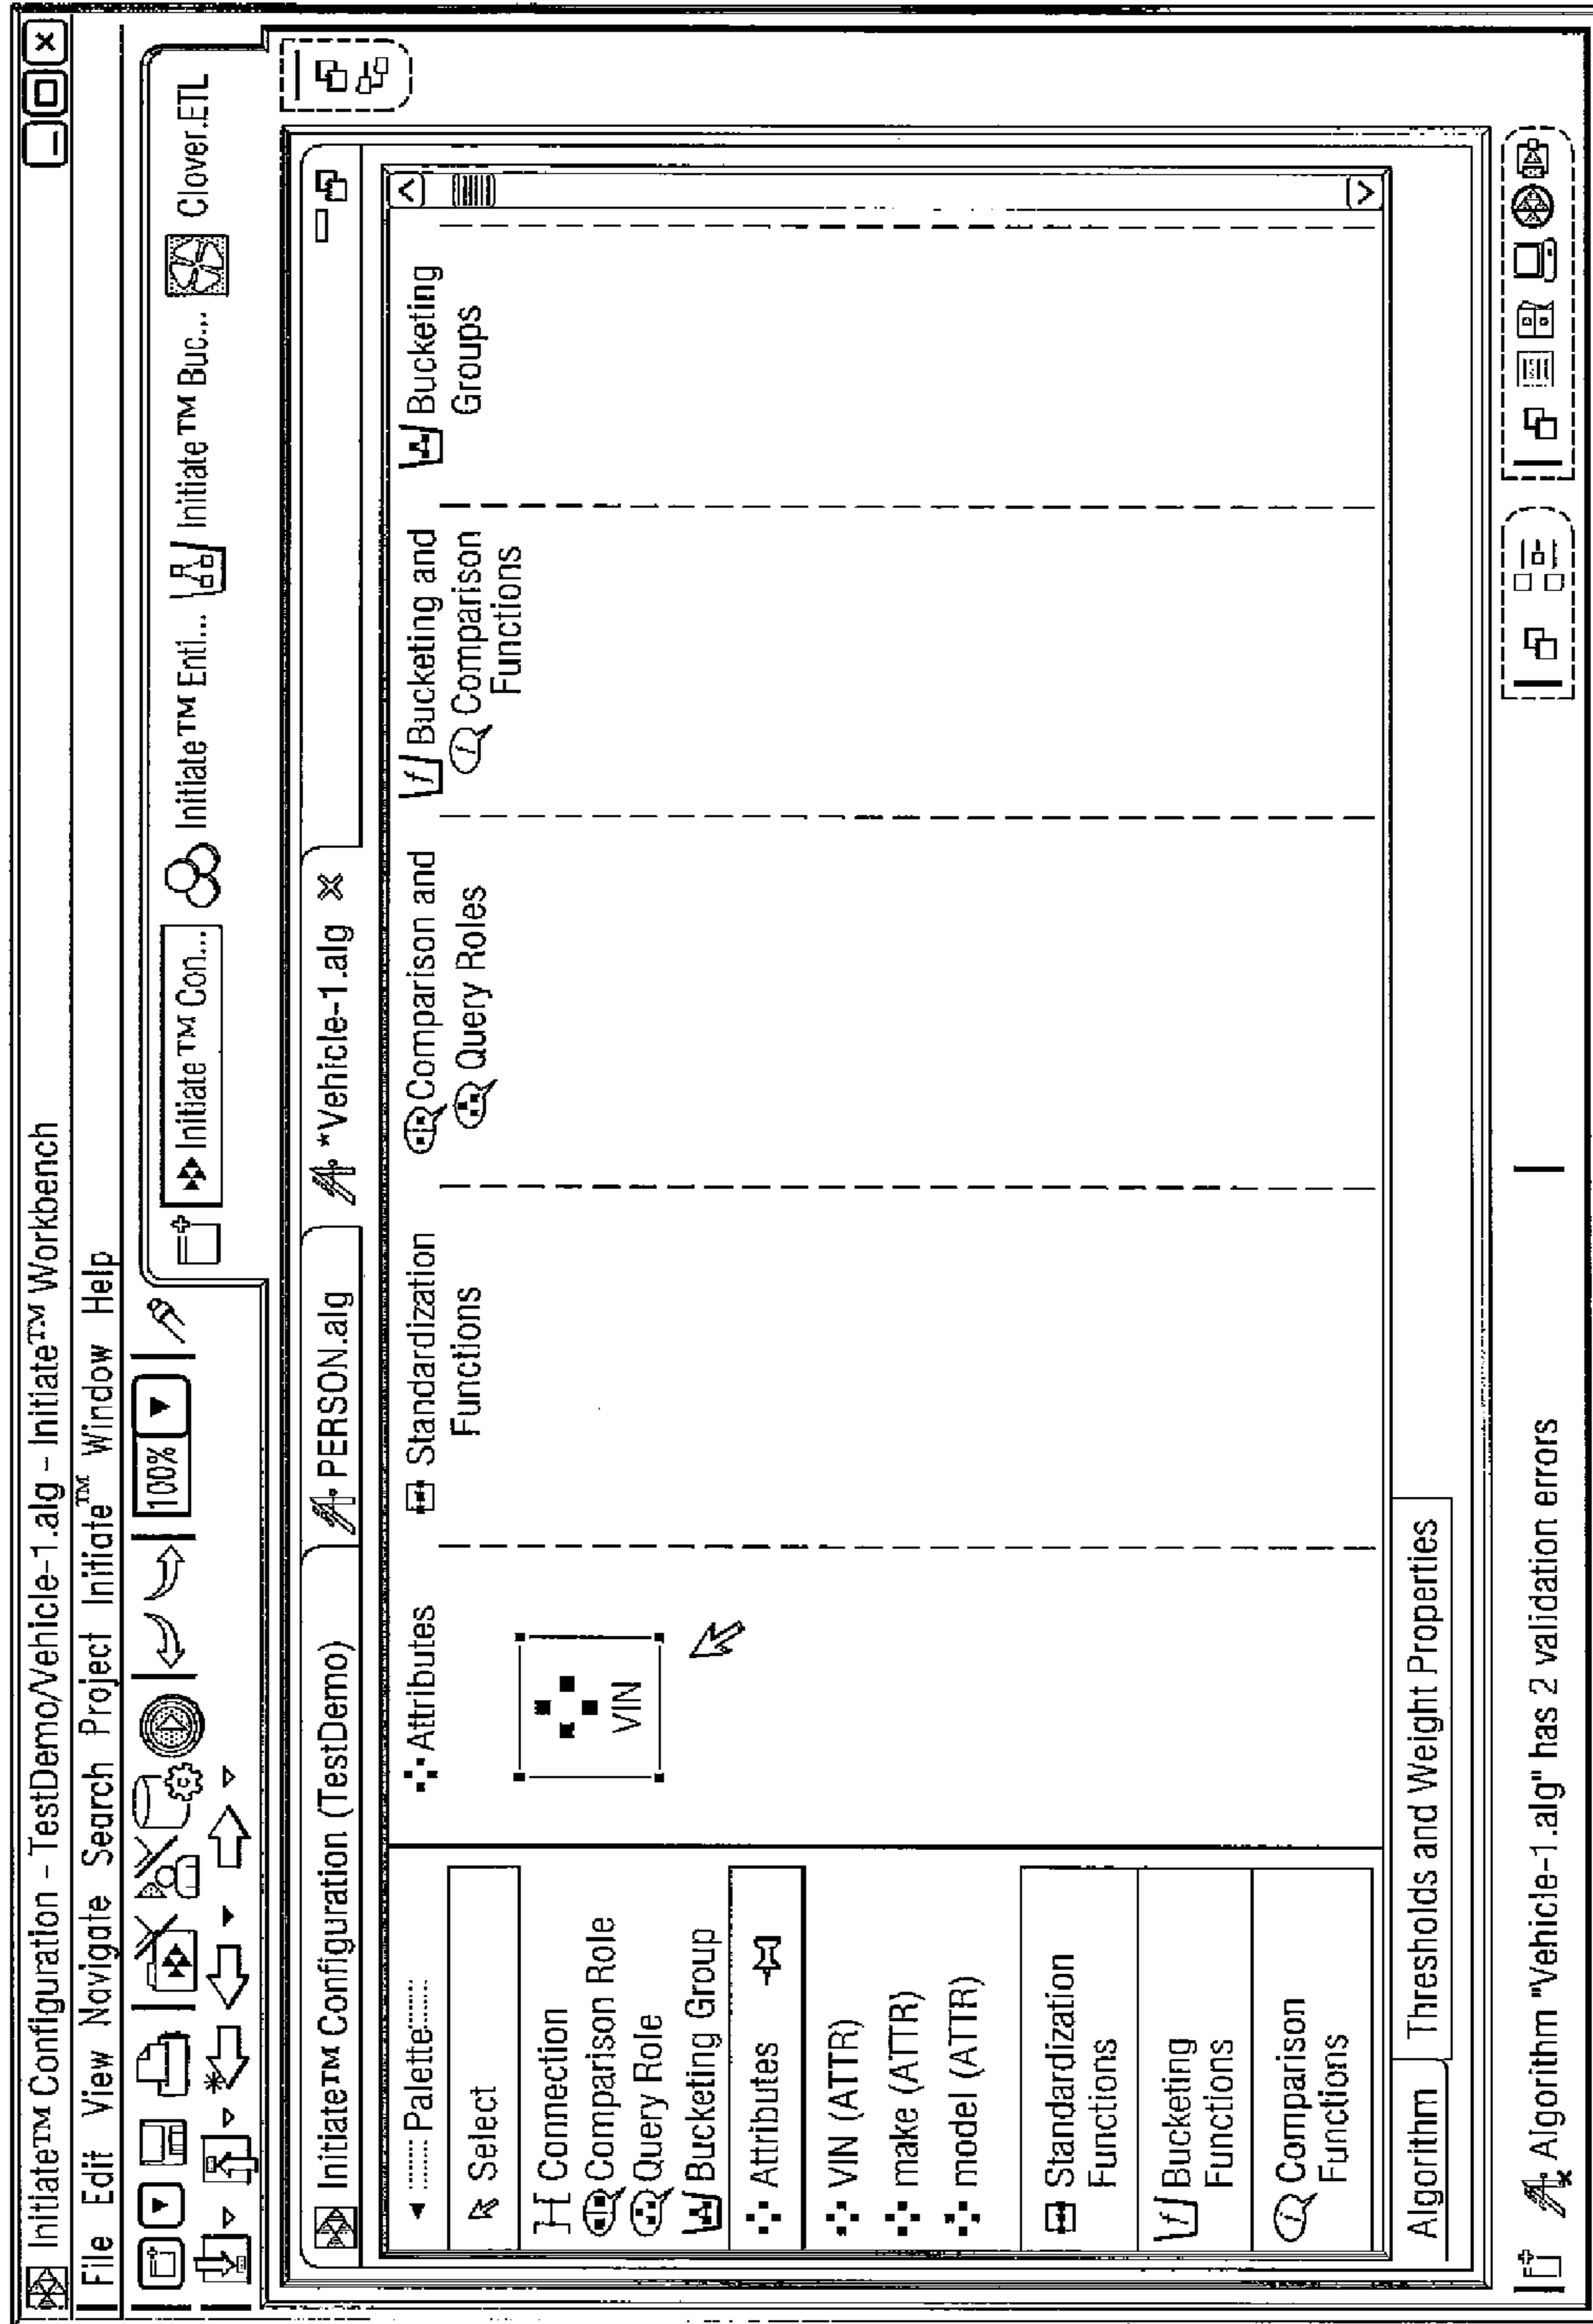 Initiate™ Configuration - TestDemo/Vehicle-1.alg - Initiate™ Workbench
File Edit View Navigate Search Project Initiate™ Window Help
100%
Initiate™ Con... Initiate™ Enti... Initiate™ Buc... Clover.ETL
Initiate™ Configuration (TestDemo) PERSON.alg *Vehicle-1.alg
Palette
Select
Connection
Comparison Role
Query Role
Bucketing Group
Attributes
VIN (ATTR)
make (ATTR)
model (ATTR)
Standardization
Functions
Bucketing
Functions
Comparison
Functions
Attributes
VIN
Standardization
Functions
Comparison and
Query Roles
Bucketing and
Comparison
Functions
Bucketing
Groups
Algorithm Thresholds and Weight Properties
Algorithm "Vehicle-1.alg" has 2 validation errors